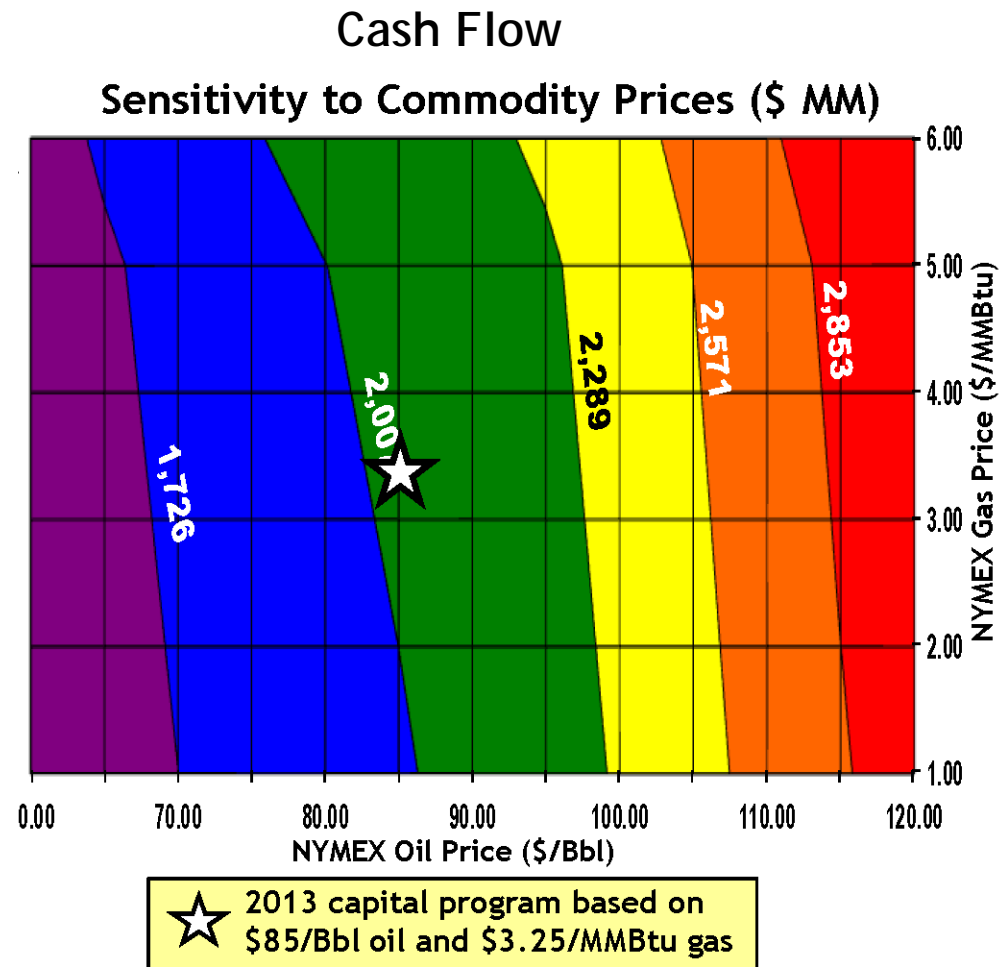 Cash Flow
Sensitivity to Commodity Prices ($ MM)
6.00
5.00
4.00
3.00
2.00
1.00
NYMEX Gas Price ($/MMBtu)
1,726
2,289
2,571
2,853
0.00 70.00 80.00 90.00 100.00 110.00 120.00
NYMEX Oil Price ($/Bbl)
2013 capital program based on
$85/Bbl oil and $3.25/MMBtu gas